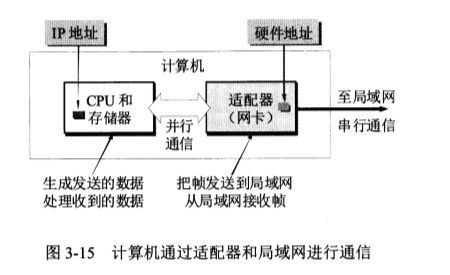 IP 地址
硬件地址
计算机
CPU 和
存储器
并行
通信
适配器
（网卡）
至局域网
串行通信
生成发送的数据
处理收到的数据
把帧发送到局域网
从局域网接收帧
图 3-15 计算机通过适配器和局域网进行通信